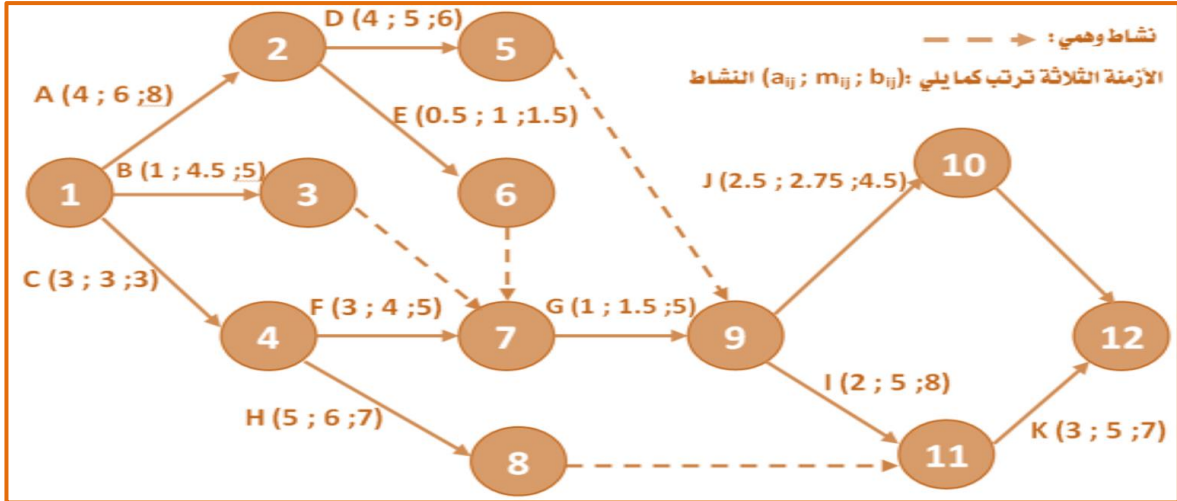 D (4 ; 5 ;6)
2
5
نشاط وهمي :
الأزمنة الثلاثة ترتب كما يلي :(aij ; mij ; bij) النشاط
A (4 ; 6 ;8)
E (0.5 ; 1 ;1.5)
B (1 ; 4.5 ;5)
J (2.5 ; 2.75 ;4.5)
10
1
3
6
C (3 ; 3 ;3)
F (3 ; 4 ;5)
G (1 ; 1.5 ;5)
4
7
9
12
I (2 ; 5 ;8)
H (5 ; 6 ;7)
K (3 ; 5 ;7)
8
11